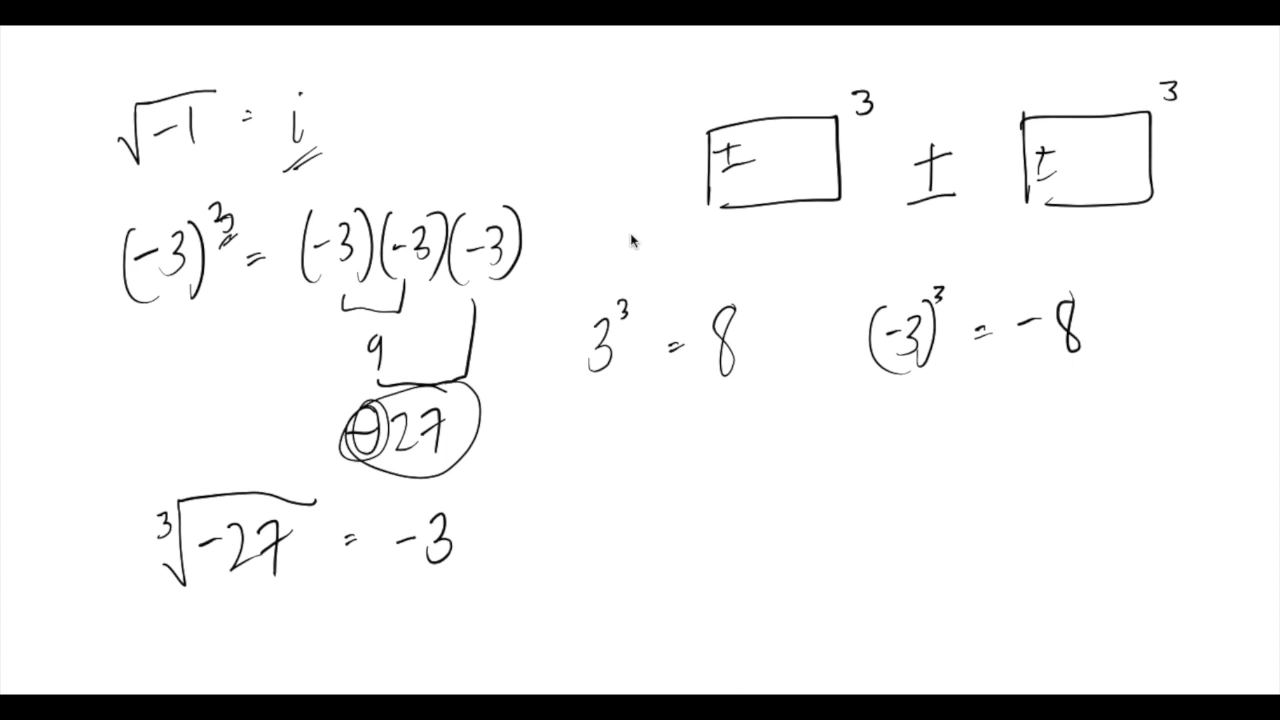 √-1 = i
(-3)³ = (-3)(-3)(-3)
9
-27
∛-27 = -3
± ³ ± ± ³
3³ = 8 (-3)³ = -8